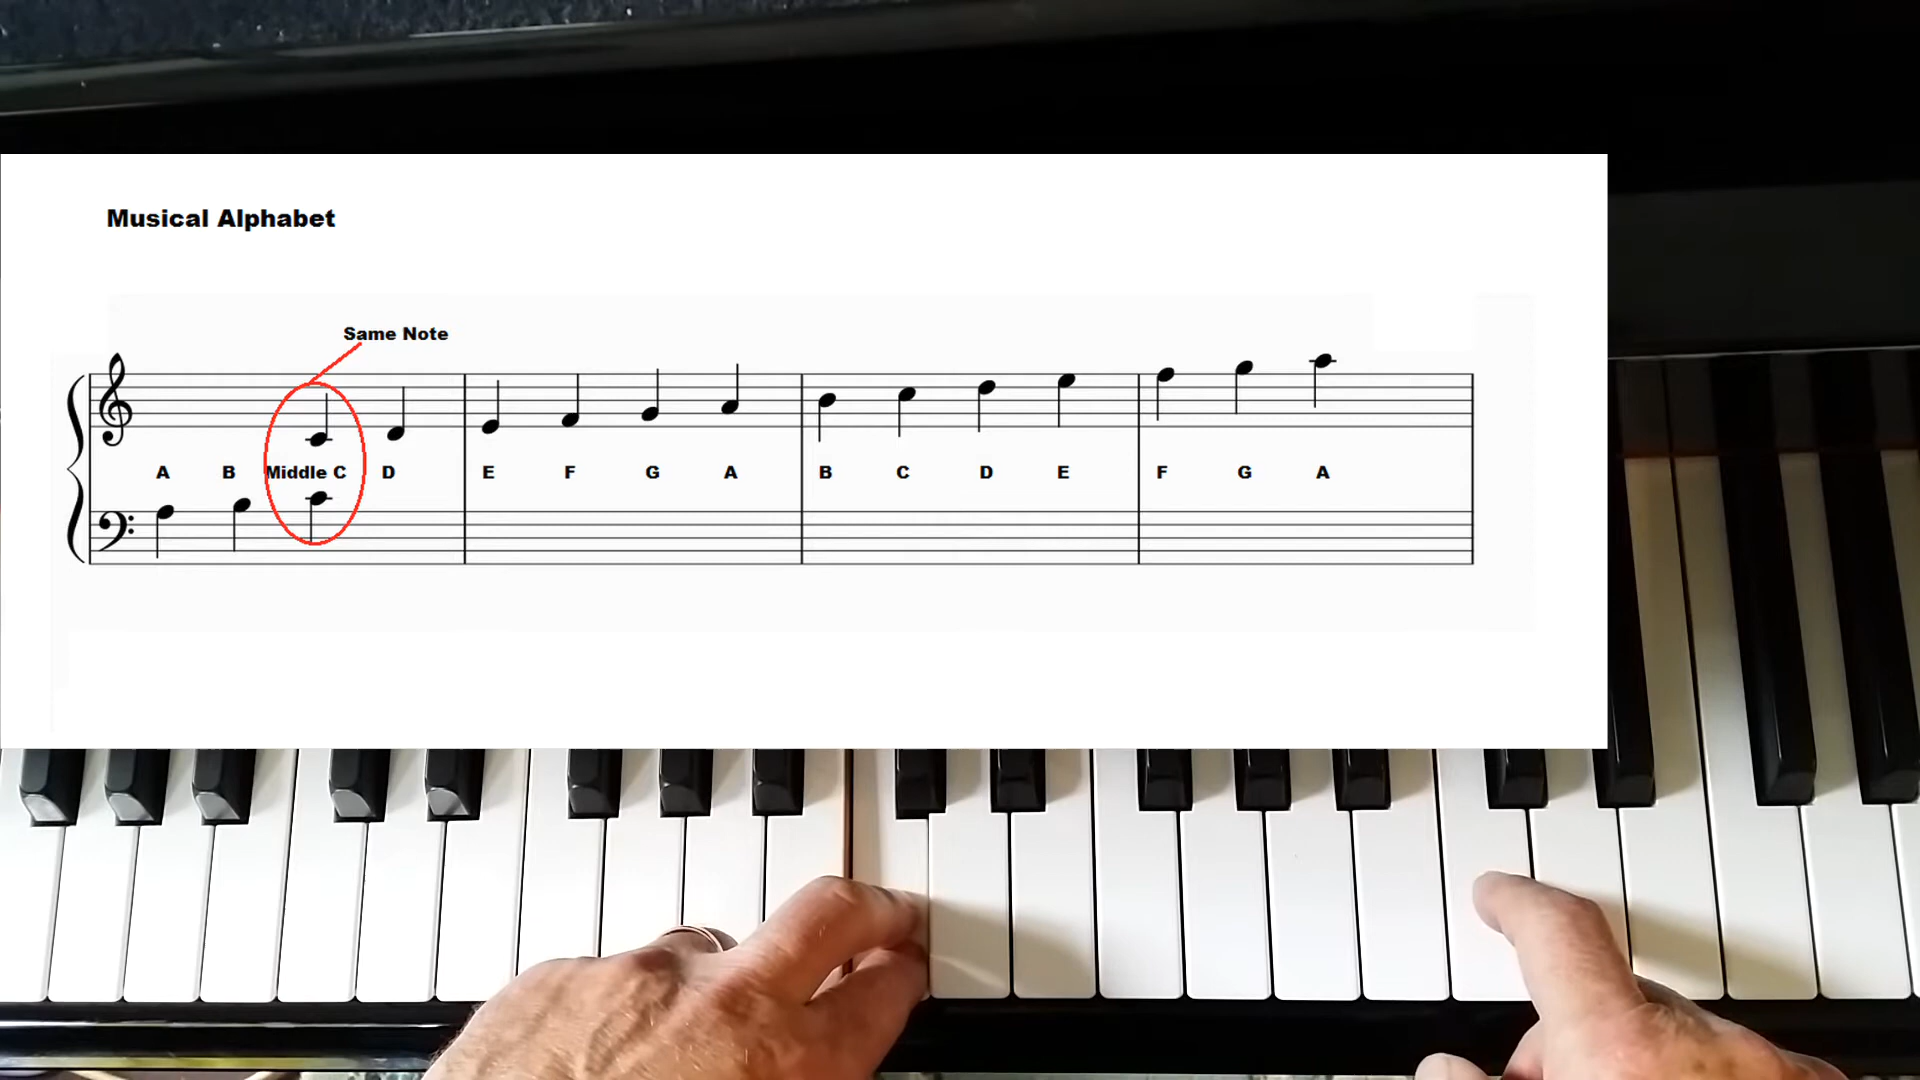 Musical Alphabet
Same Note
A B Middle C D E F G A B C D E F G A